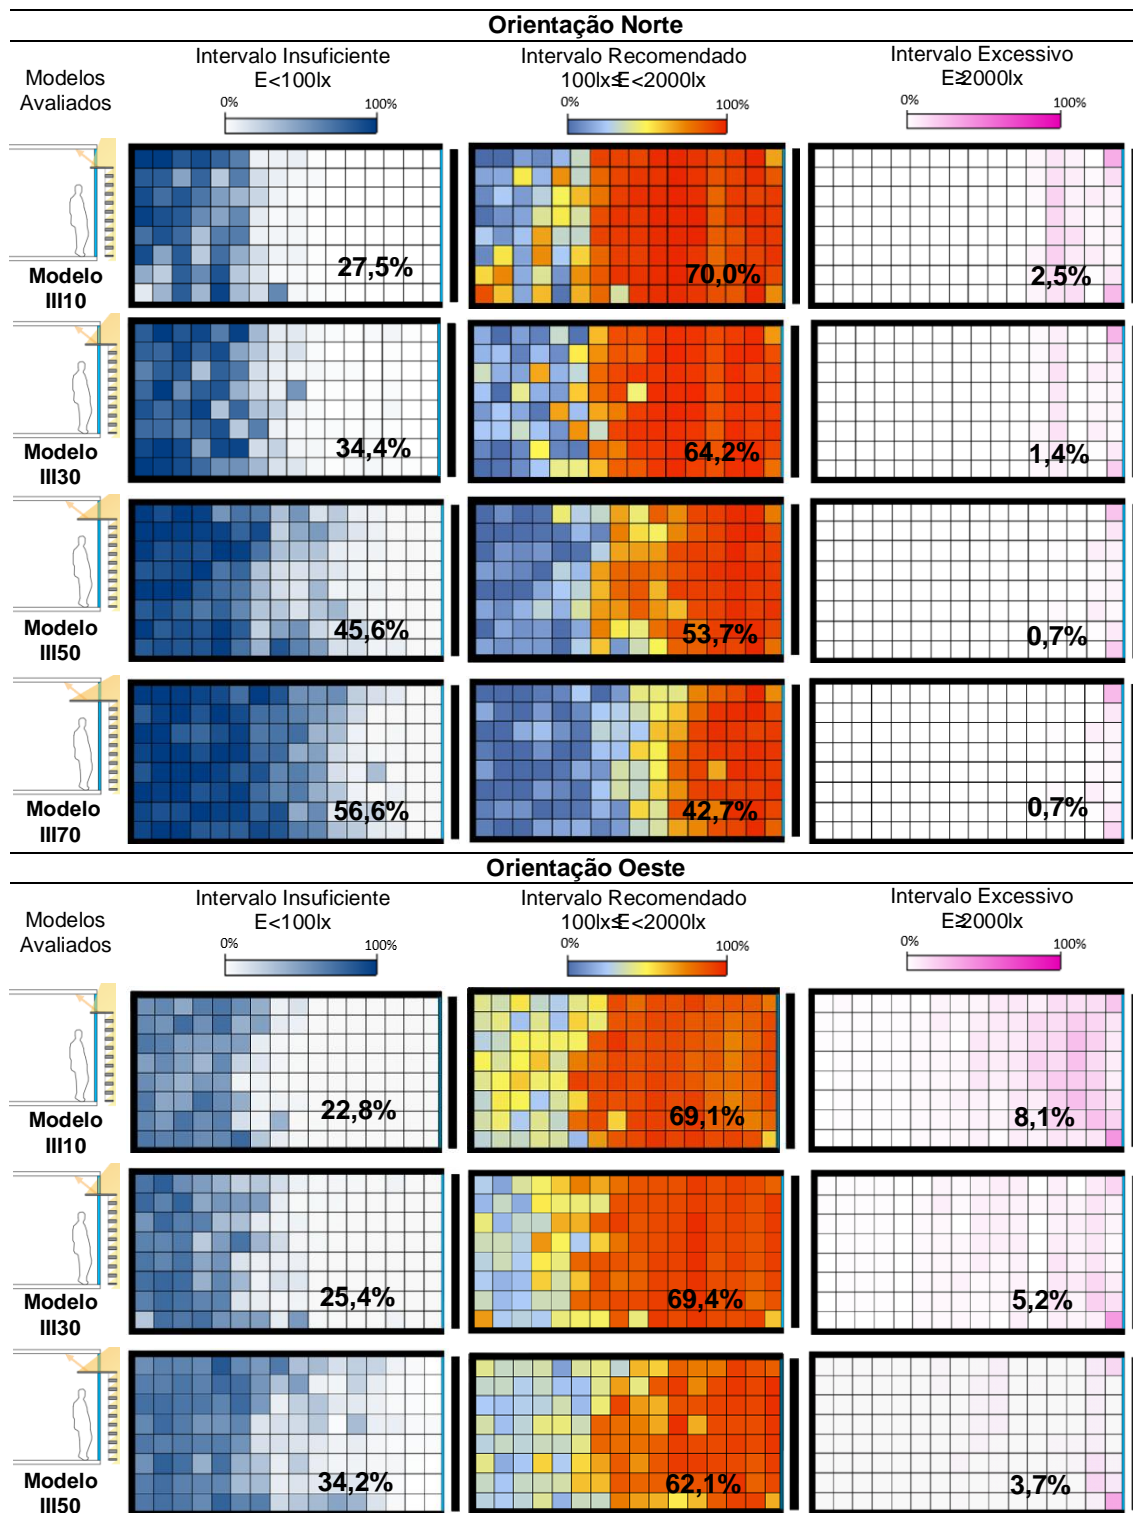 Orientação Norte
Modelos Avaliados
Intervalo Insuficiente
E<100lx
0% 100%
Intervalo Recomendado
100lx≤E<2000lx
0% 100%
Intervalo Excessivo
E≥2000lx
0% 100%
Modelo
III10
27,5%
70,0%
2,5%
Modelo
III30
34,4%
64,2%
1,4%
Modelo
III50
45,6%
53,7%
0,7%
Modelo
III70
56,6%
42,7%
0,7%
Orientação Oeste
Modelos Avaliados
Intervalo Insuficiente
E<100lx
0% 100%
Intervalo Recomendado
100lx≤E<2000lx
0% 100%
Intervalo Excessivo
E≥2000lx
0% 100%
Modelo
III10
22,8%
69,1%
8,1%
Modelo
III30
25,4%
69,4%
5,2%
Modelo
III50
34,2%
62,1%
3,7%